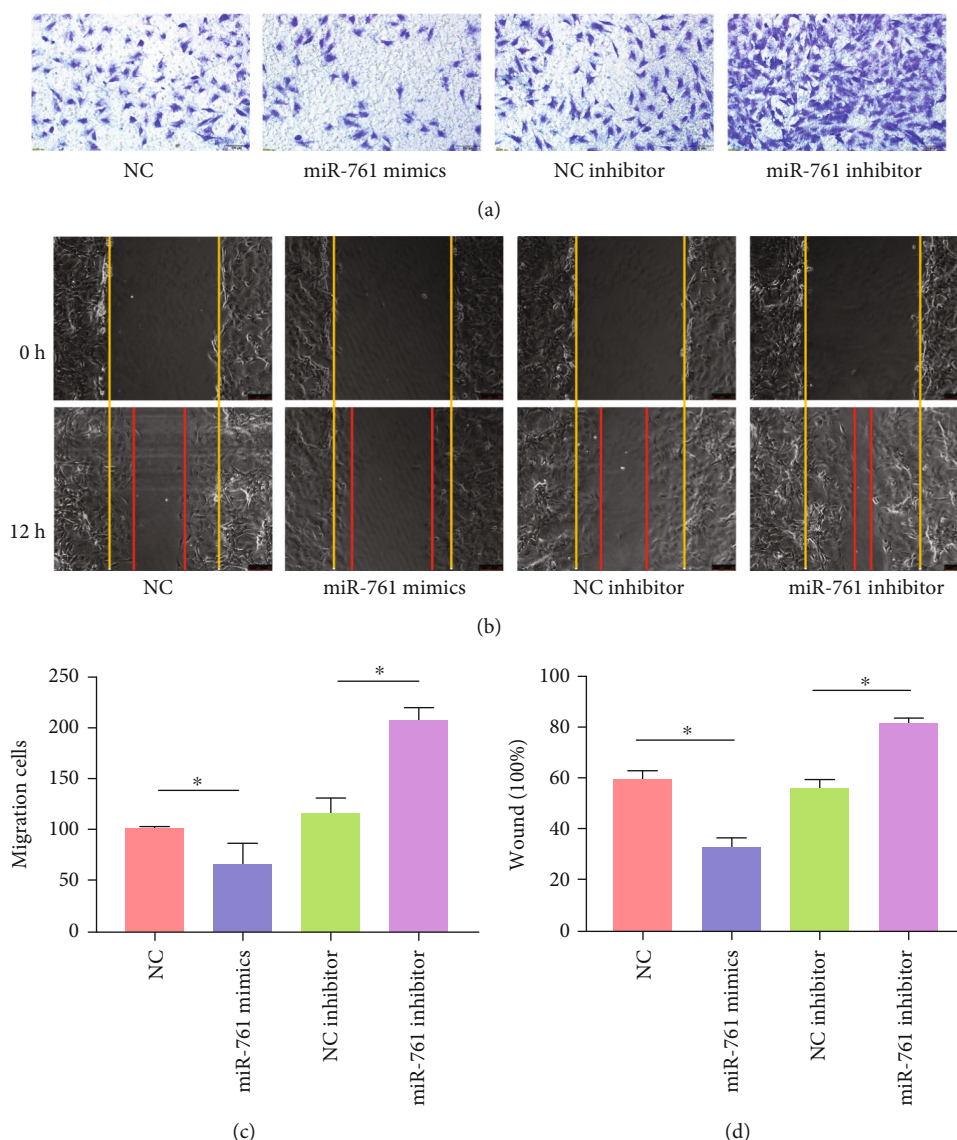 NC
miR-761 mimics
NC inhibitor
miR-761 inhibitor
(a)
0 h
12 h
NC
miR-761 mimics
NC inhibitor
miR-761 inhibitor
(b)
250
200
150
100
50
0
Migration cells
*
*
NC
miR-761 mimics
NC inhibitor
miR-761 inhibitor
(c)
100
80
60
40
20
0
Wound (100%)
*
*
NC
miR-761 mimics
NC inhibitor
miR-761 inhibitor
(d)